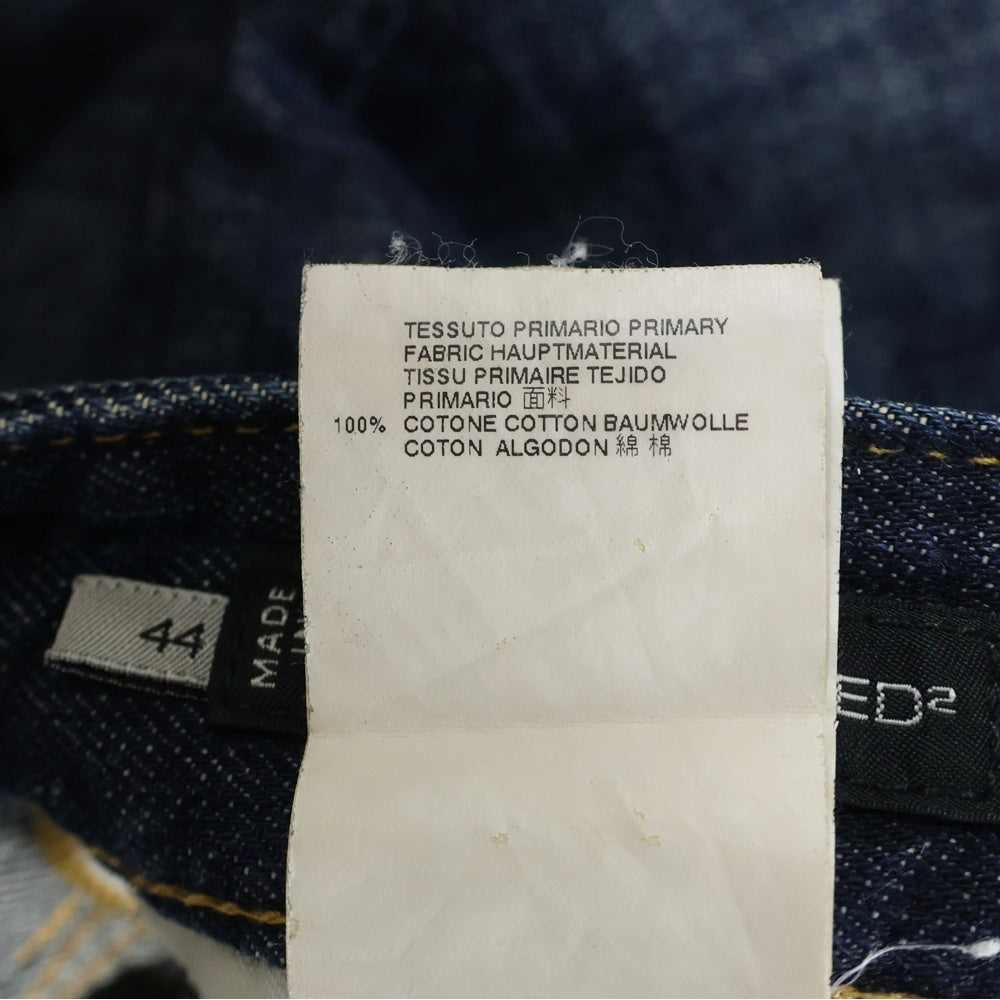 TESSUTO PRIMARIO PRIMARY
FABRIC HAUPTMATERIAL
TISSU PRIMAIRE TEJIDO
PRIMARIO 面料
100% COTONE COTTON BAUMWOLLE
COTON ALGODON 綿 棉
44
MADE
IN
ED²